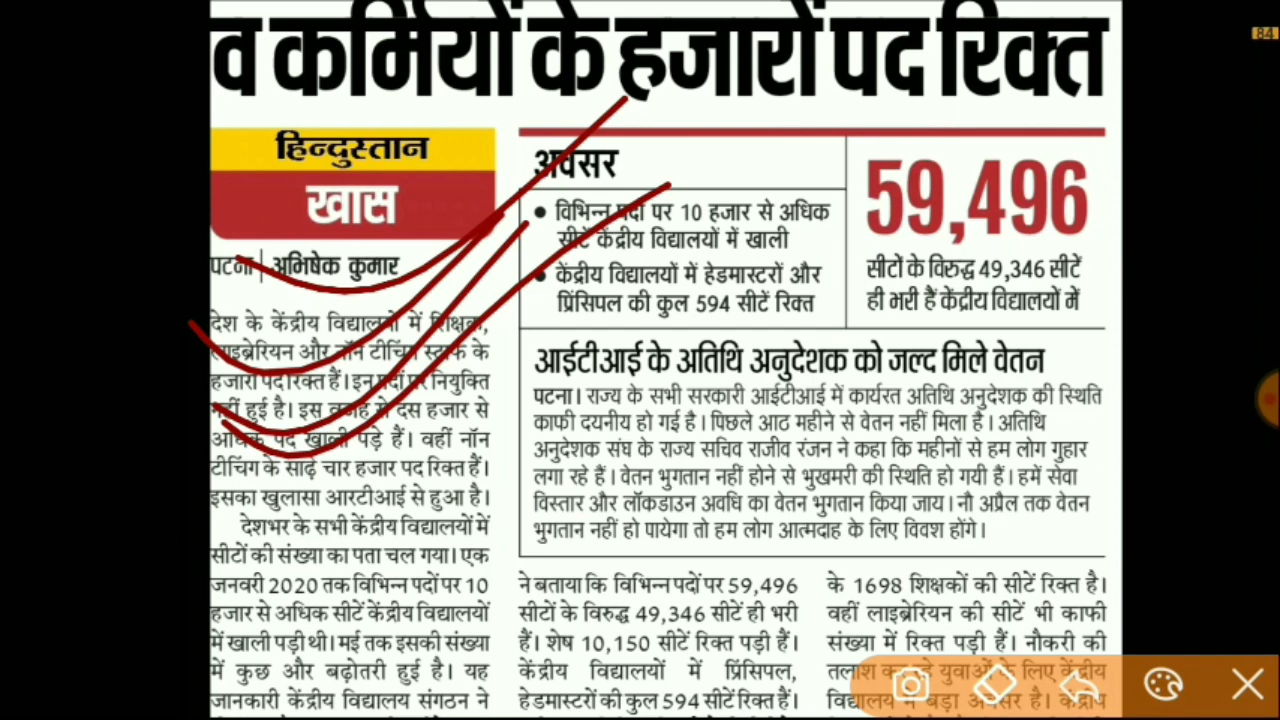 व कर्मियों के हजारों पद रिक्त
84
हिन्दुस्तान
खास
पटना | अभिषेक कुमार
देश के केंद्रीय विद्यालयों में शिक्षक,
लाइब्रेरियन और नॉन टीचिंग स्टाफ के
हजारों पद रिक्त हैं। इन पदों पर नियुक्ति
नहीं हुई है। इस वजह से दस हजार से
अधिक पद खाली पड़े हैं। वहीं नॉन
टीचिंग के साढ़े चार हजार पद रिक्त हैं।
इसका खुलासा आरटीआई से हुआ है।
देशभर के सभी केंद्रीय विद्यालयों में
सीटों की संख्या का पता चल गया। एक
जनवरी 2020 तक विभिन्न पदों पर 10
हजार से अधिक सीटें केंद्रीय विद्यालयों
में खाली पड़ी थी। मई तक इसकी संख्या
में कुछ और बढ़ोतरी हुई है। यह
जानकारी केंद्रीय विद्यालय संगठन ने
अवसर
● विभिन्न पदों पर 10 हजार से अधिक
सीटें केंद्रीय विद्यालयों में खाली
● केंद्रीय विद्यालयों में हेडमास्टरों और
प्रिंसिपल की कुल 594 सीटें रिक्त
59,496
सीटों के विरुद्ध 49,346 सीटें
ही भरी हैं केंद्रीय विद्यालयों में
आईटीआई के अतिथि अनुदेशक को जल्द मिले वेतन
पटना। राज्य के सभी सरकारी आईटीआई में कार्यरत अतिथि अनुदेशक की स्थिति
काफी दयनीय हो गई है। पिछले आठ महीने से वेतन नहीं मिला है। अतिथि
अनुदेशक संघ के राज्य सचिव राजीव रंजन ने कहा कि महीनों से हम लोग गुहार
लगा रहे हैं। वेतन भुगतान नहीं होने से भुखमरी की स्थिति हो गयी हैं। हमें सेवा
विस्तार और लॉकडाउन अवधि का वेतन भुगतान किया जाय। नौ अप्रैल तक वेतन
भुगतान नहीं हो पायेगा तो हम लोग आत्मदाह के लिए विवश होंगे।
ने बताया कि विभिन्न पदों पर 59,496
सीटों के विरुद्ध 49,346 सीटें ही भरी
हैं। शेष 10,150 सीटें रिक्त पड़ी हैं।
केंद्रीय विद्यालयों में प्रिंसिपल,
हेडमास्टरों की कुल 594 सीटें रिक्त हैं।
के 1698 शिक्षकों की सीटें रिक्त है।
वहीं लाइब्रेरियन की सीटें भी काफी
संख्या में रिक्त पड़ी हैं। नौकरी की
तलाश कर रहे युवाओं के लिए केंद्रीय
विद्यालय में बड़ा अवसर है।